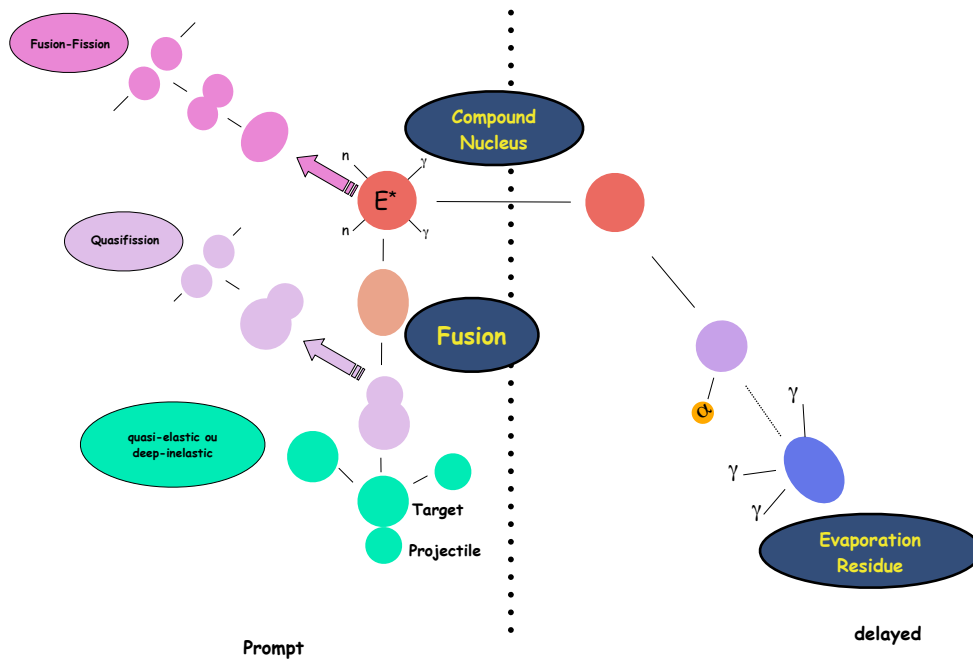 Fusion-Fission
Compound
Nucleus
n
γ
E*
n
γ
Quasifission
Fusion
α
γ
quasi-elastic ou
deep-inelastic
γ
γ
Target
Projectile
Evaporation
Residue
Prompt
delayed